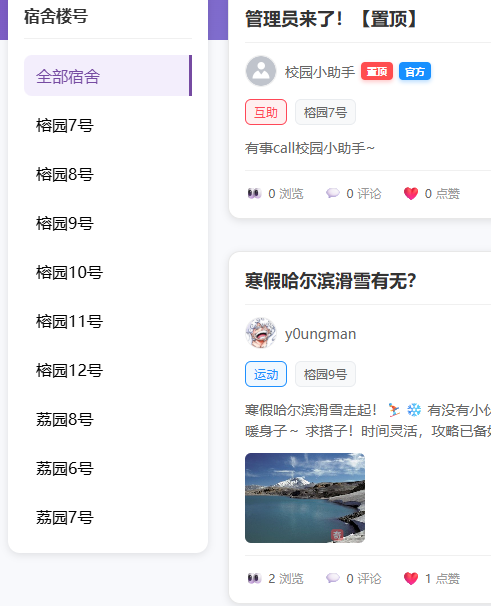 宿舍楼号
全部宿舍
榕园7号
榕园8号
榕园9号
榕园10号
榕园11号
榕园12号
荔园8号
荔园6号
荔园7号
管理员来了！【置顶】
校园小助手 置顶 官方
互助 榕园7号
有事call校园小助手~
0 浏览 0 评论 0 点赞
寒假哈尔滨滑雪有无?
y0ungman
运动 榕园9号
寒假哈尔滨滑雪走起！⛷️ ❄️ 有没有小伙
暖身子～ 求搭子！时间灵活，攻略已备好
2 浏览 0 评论 1 点赞